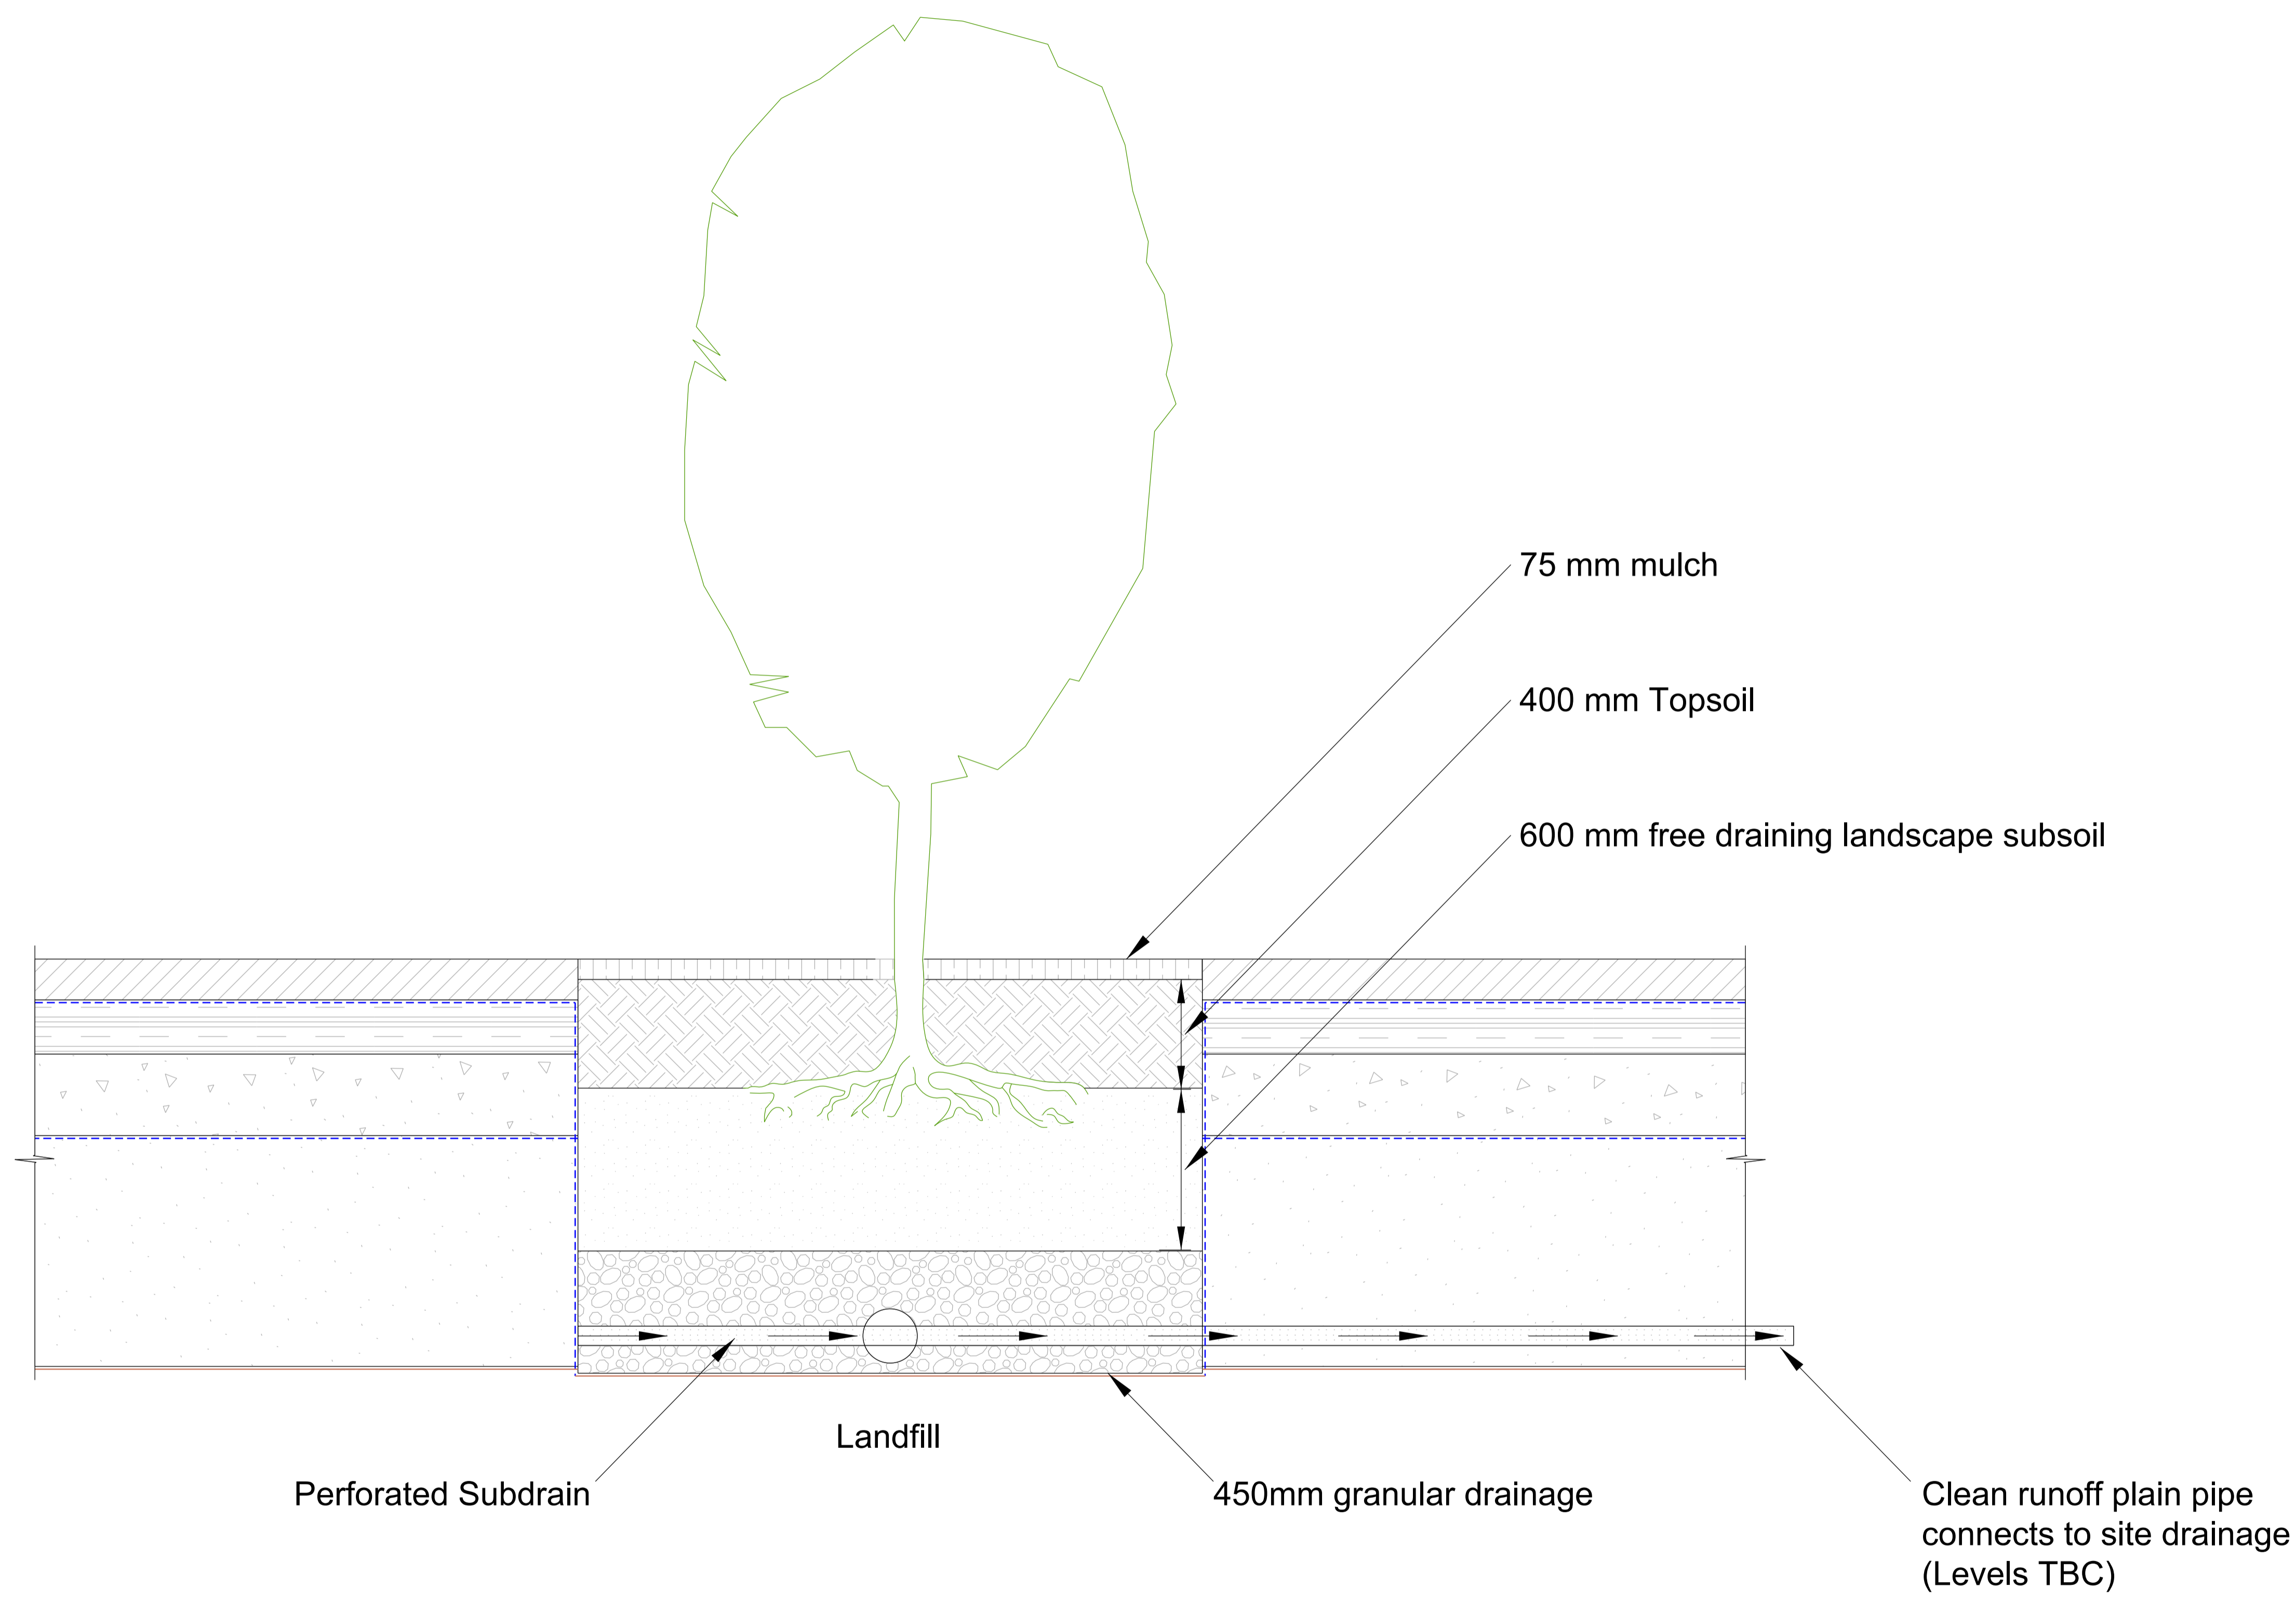 75 mm mulch
400 mm Topsoil
600 mm free draining landscape subsoil
Landfill
Perforated Subdrain
450mm granular drainage
Clean runoff plain pipe
connects to site drainage
(Levels TBC)